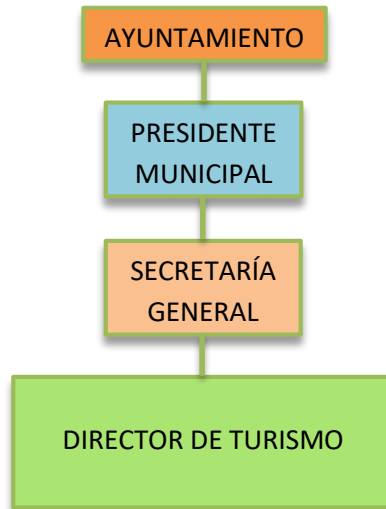 AYUNTAMIENTO
PRESIDENTE
MUNICIPAL
SECRETARÍA
GENERAL
DIRECTOR DE TURISMO